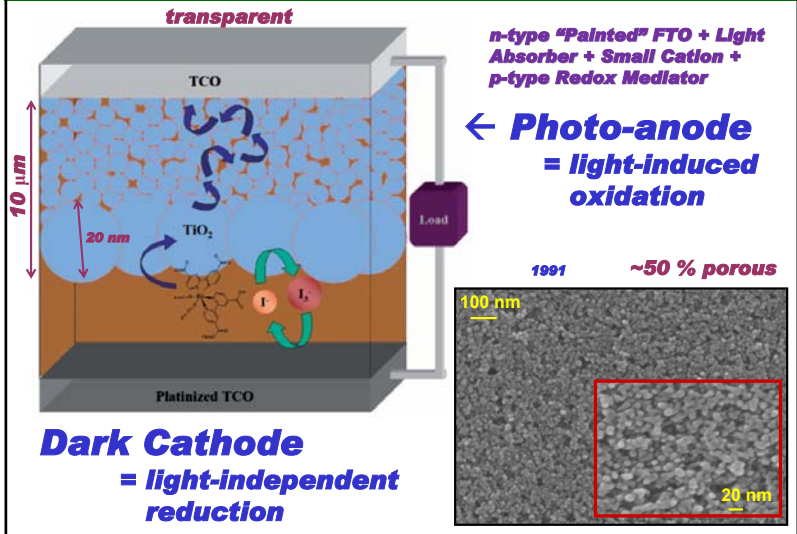 transparent
n-type “Painted” FTO + Light
Absorber + Small Cation +
p-type Redox Mediator
TCO
← Photo-anode
= light-induced
oxidation
10 μm
20 nm
TiO₂
Load
I⁻
I₃⁻
1991
~50 % porous
100 nm
20 nm
Platinized TCO
Dark Cathode
= light-independent
reduction